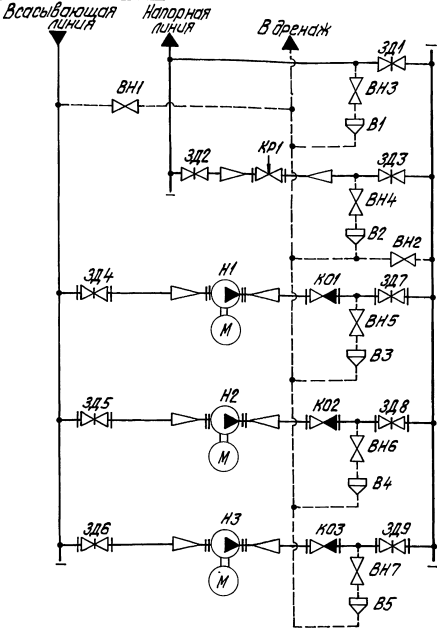 Всасывающая
линия
Напорная
линия
В дренаж
ЗД1
ВН1
ВН3
В1
ЗД2
КР1
ЗД3
ВН4
В2
ВН2
ЗД4
Н1
М
КО1
ЗД7
ВН5
В3
ЗД5
Н2
М
КО2
ЗД8
ВН6
В4
ЗД6
Н3
М
КО3
ЗД9
ВН7
В5